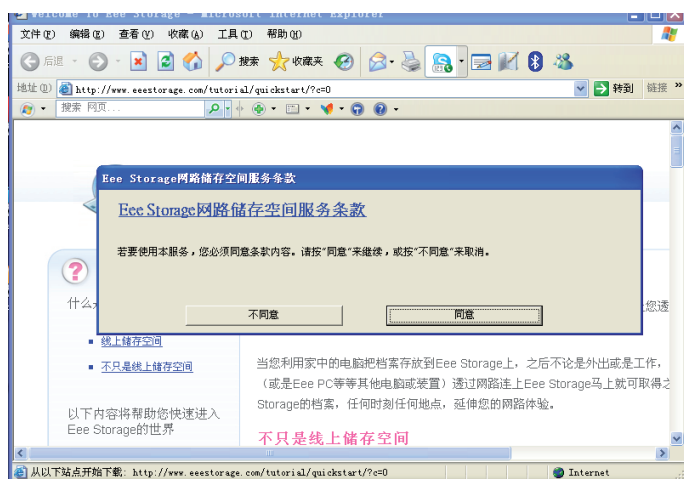 Welcome To Eee Storage - Microsoft Internet Explorer
文件(F) 编辑(E) 查看(V) 收藏(A) 工具(T) 帮助(H)
后退 搜索 收藏夹
地址(D) http://www.eeestorage.com/tutorial/quickstart/?c=0 转到 链接 »
搜索 网页...
Eee Storage网路储存空间服务条款
Eee Storage网路储存空间服务条款
若要使用本服务，您必须同意条款内容。请按"同意"来继续，或按"不同意"来取消。
不同意 同意
什么 您透
线上储存空间
不只是线上储存空间
当您利用家中的电脑把档案存放到Eee Storage上，之后不论是外出或是工作，
（或是Eee PC等等其他电脑或装置）透过网路连上Eee Storage马上就可取得之
Storage的档案，任何时刻任何地点，延伸您的网路体验。
以下内容将帮助您快速进入
Eee Storage的世界
不只是线上储存空间
从以下站点开始下载: http://www.eeestorage.com/tutorial/quickstart/?c=0 Internet